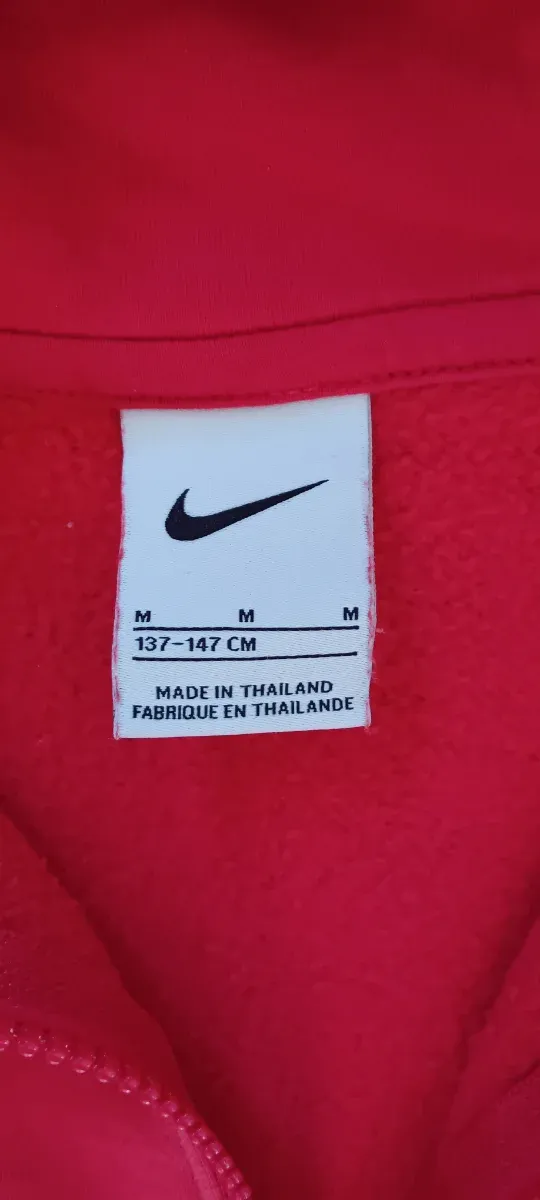 M M M
137-147 CM
MADE IN THAILAND
FABRIQUE EN THAILANDE